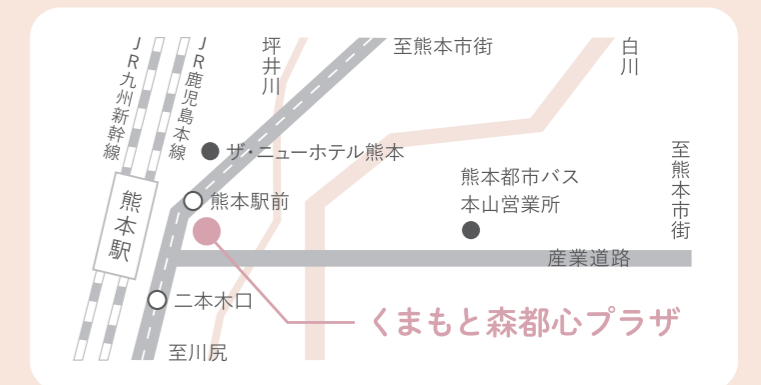 JR九州新幹線
JR鹿児島本線
坪井川
至熊本市街
白川
ザ・ニューホテル熊本
熊本都市バス
本山営業所
至熊本市街
熊本駅
熊本駅前
産業道路
二本木口
くまもと森都心プラザ
至川尻